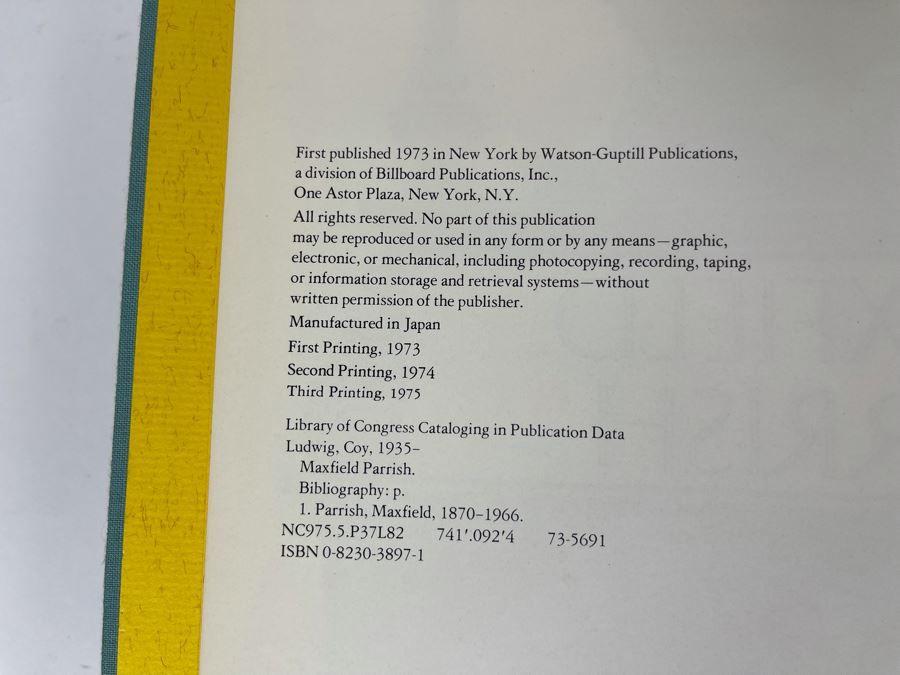 First published 1973 in New York by Watson-Guptill Publications,
a division of Billboard Publications, Inc.,
One Astor Plaza, New York, N.Y.
All rights reserved. No part of this publication
may be reproduced or used in any form or by any means—graphic,
electronic, or mechanical, including photocopying, recording, taping,
or information storage and retrieval systems—without
written permission of the publisher.
Manufactured in Japan
First Printing, 1973
Second Printing, 1974
Third Printing, 1975
Library of Congress Cataloging in Publication Data
Ludwig, Coy, 1935–
Maxfield Parrish.
Bibliography: p.
1. Parrish, Maxfield, 1870–1966.
NC975.5.P37L82 741'.092'4 73-5691
ISBN 0-8230-3897-1